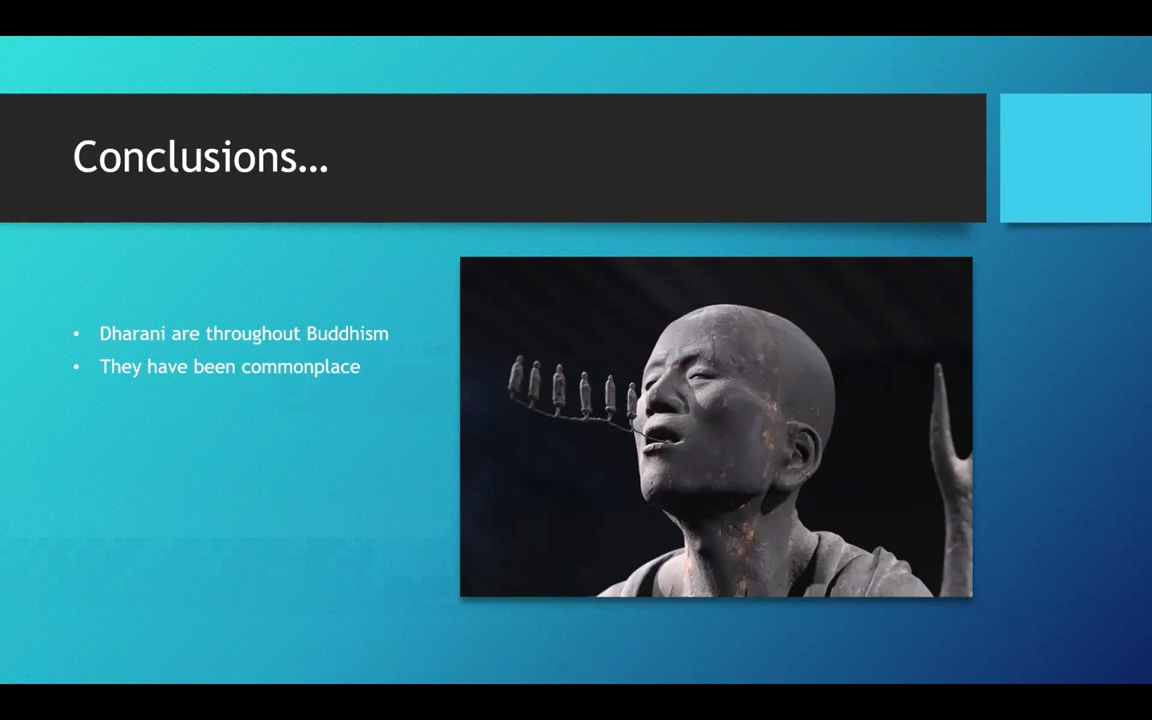 Conclusions…
• Dharani are throughout Buddhism
• They have been commonplace